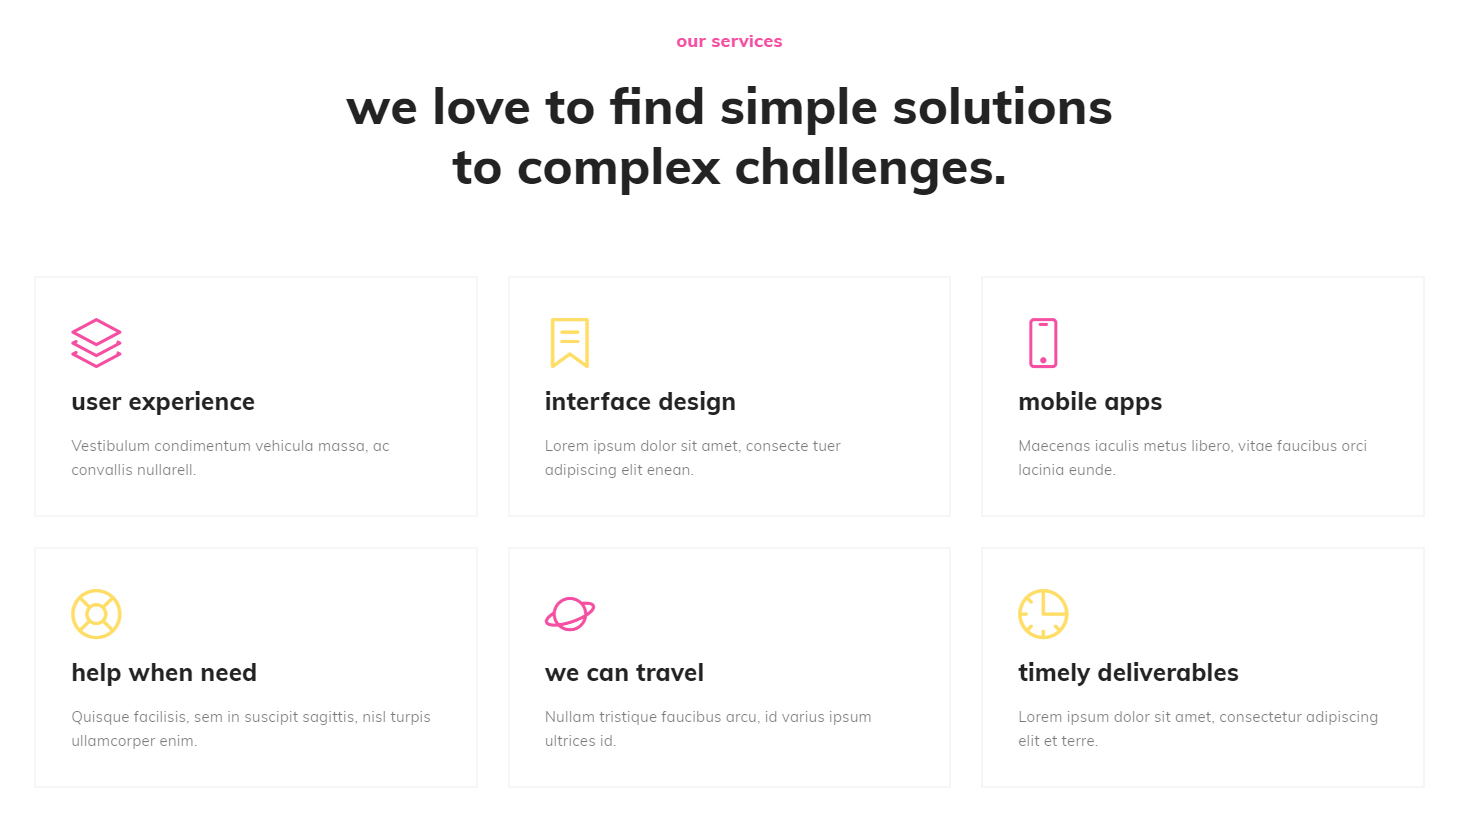 our services
we love to find simple solutions
to complex challenges.
user experience
Vestibulum condimentum vehicula massa, ac
convallis nullarell.
interface design
Lorem ipsum dolor sit amet, consecte tuer
adipiscing elit enean.
mobile apps
Maecenas iaculis metus libero, vitae faucibus orci
lacinia eunde.
help when need
Quisque facilisis, sem in suscipit sagittis, nisl turpis
ullamcorper enim.
we can travel
Nullam tristique faucibus arcu, id varius ipsum
ultrices id.
timely deliverables
Lorem ipsum dolor sit amet, consectetur adipiscing
elit et terre.